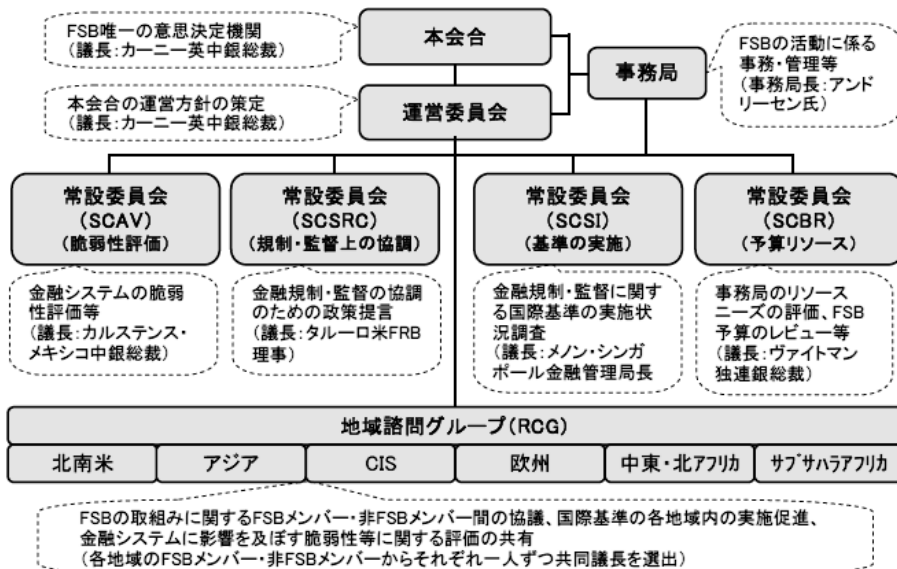 FSB唯一の意思決定機関
(議長:カーニー英中銀総裁)
本会合
FSBの活動に係る
事務・管理等
(事務局長:アンド
リーセン氏)
事務局
本会合の運営方針の策定
(議長:カーニー英中銀総裁)
運営委員会
常設委員会
(SCAV)
(脆弱性評価)
常設委員会
(SCSRC)
(規制・監督上の協調)
常設委員会
(SCSI)
(基準の実施)
常設委員会
(SCBR)
(予算リソース)
金融システムの脆弱
性評価等
(議長:カルステンス・
メキシコ中銀総裁)
金融規制・監督の協調
のための政策提言
(議長:タルーロ米FRB
理事)
金融規制・監督に関す
る国際基準の実施状
況調査
(議長:メノン・シンガ
ポール金融管理局長
事務局のリソース
ニーズの評価、FSB
予算のレビュー等
(議長:ヴァイトマン
独連銀総裁)
地域諮問グループ(RCG)
北南米
アジア
CIS
欧州
中東・北アフリカ
サブサハラアフリカ
FSBの取組みに関するFSBメンバー・非FSBメンバー間の協議、国際基準の各地域内の実施促進、
金融システムに影響を及ぼす脆弱性等に関する評価の共有
(各地域のFSBメンバー・非FSBメンバーからそれぞれ一人ずつ共同議長を選出)